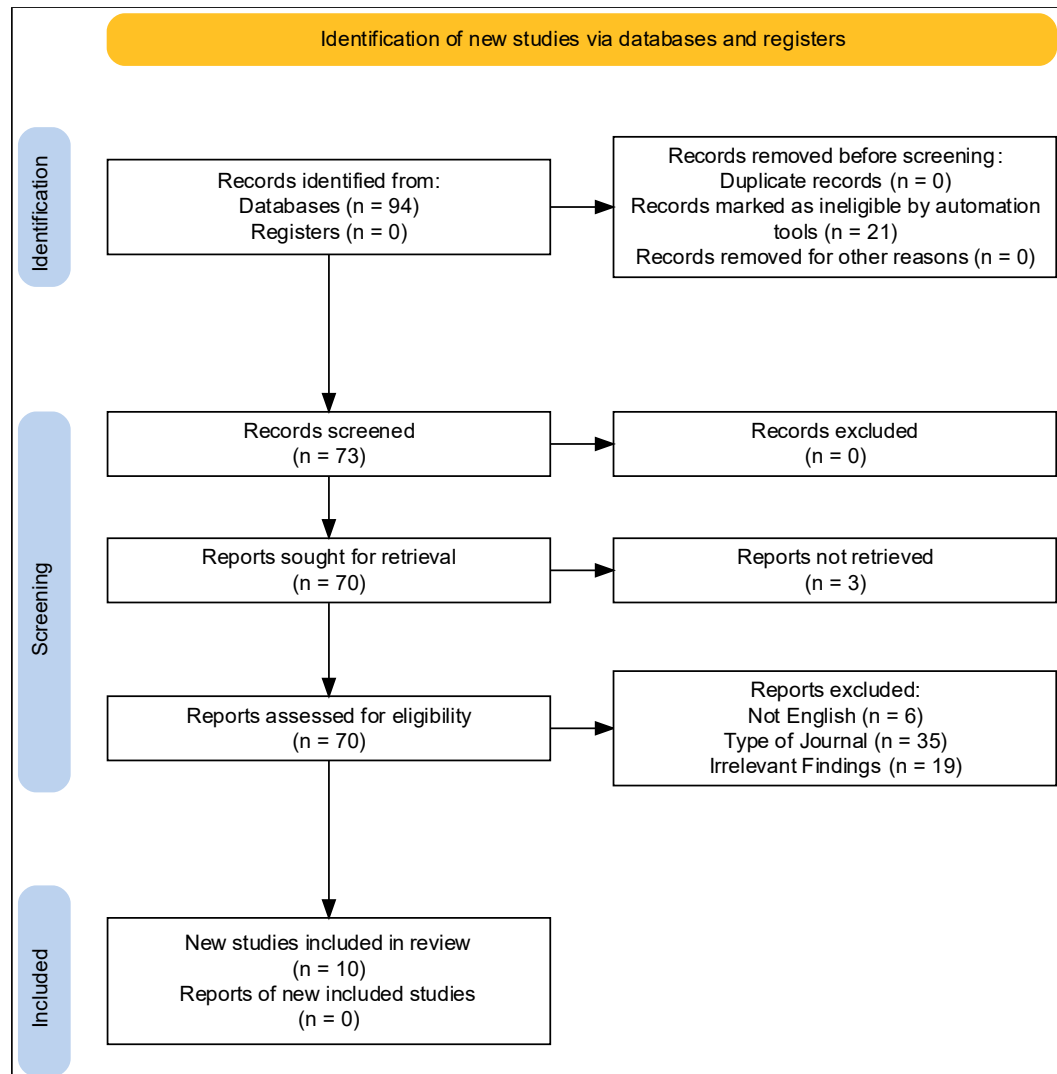 Identification of new studies via databases and registers
Identification
Records identified from:
Databases (n = 94)
Registers (n = 0)
Records removed before screening:
Duplicate records (n = 0)
Records marked as ineligible by automation
tools (n = 21)
Records removed for other reasons (n = 0)
Screening
Records screened
(n = 73)
Records excluded
(n = 0)
Reports sought for retrieval
(n = 70)
Reports not retrieved
(n = 3)
Reports assessed for eligibility
(n = 70)
Reports excluded:
Not English (n = 6)
Type of Journal (n = 35)
Irrelevant Findings (n = 19)
Included
New studies included in review
(n = 10)
Reports of new included studies
(n = 0)